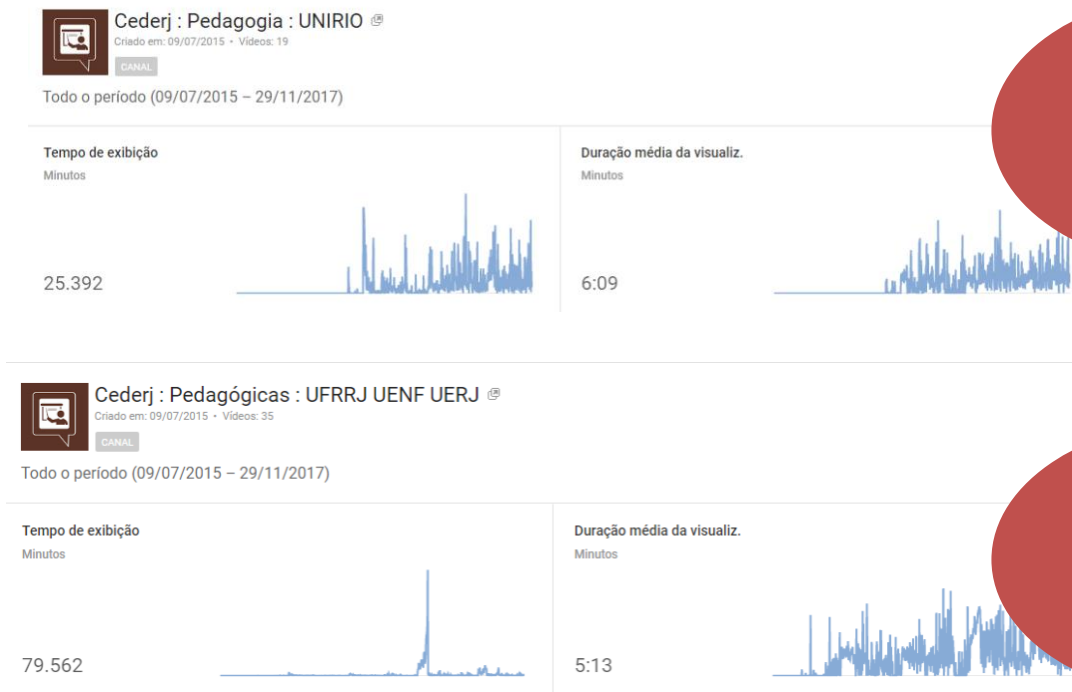 Cederj : Pedagogia : UNIRIO
Criado em: 09/07/2015 • Vídeos: 19
CANAL
Todo o período (09/07/2015 – 29/11/2017)
Tempo de exibição
Minutos
25.392
Duração média da visualiz.
Minutos
6:09
Cederj : Pedagógicas : UFRRJ UENF UERJ
Criado em: 09/07/2015 • Vídeos: 35
CANAL
Todo o período (09/07/2015 – 29/11/2017)
Tempo de exibição
Minutos
79.562
Duração média da visualiz.
Minutos
5:13